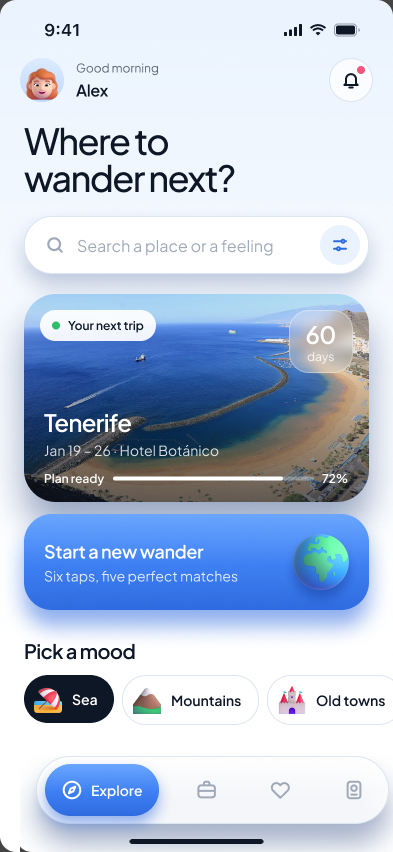 9:41
Good morning
Alex
Where to
wander next?
Search a place or a feeling
Your next trip
60
days
Tenerife
Jan 19 – 26 · Hotel Botánico
Plan ready
72%
Start a new wander
Six taps, five perfect matches
Pick a mood
Sea
Mountains
Old towns
Explore